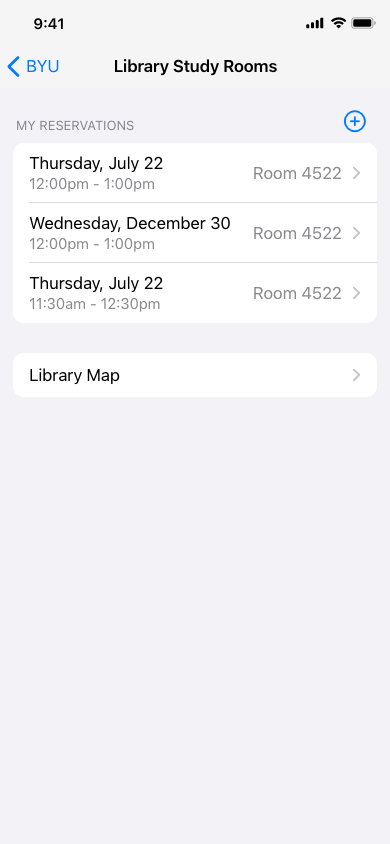 9:41
BYU
Library Study Rooms
MY RESERVATIONS
Thursday, July 22
12:00pm - 1:00pm
Room 4522
Wednesday, December 30
12:00pm - 1:00pm
Room 4522
Thursday, July 22
11:30am - 12:30pm
Room 4522
Library Map